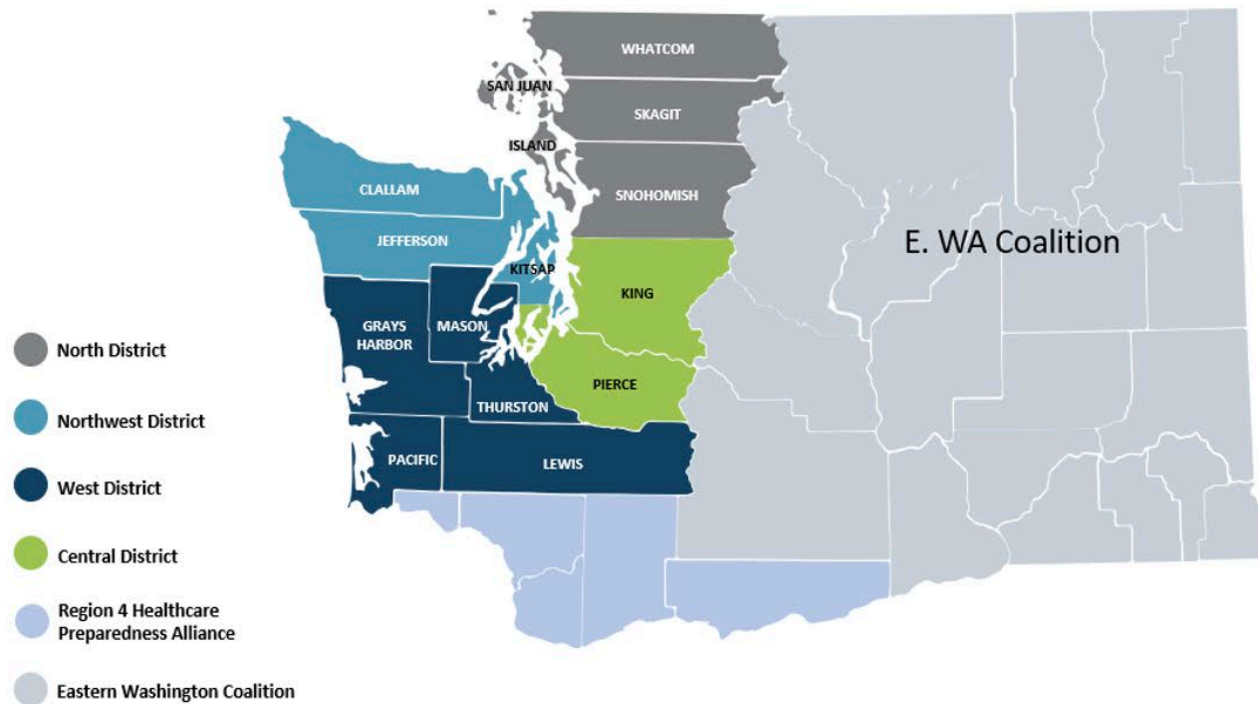 WHATCOM
SAN JUAN
SKAGIT
ISLAND
SNOHOMISH
CLALLAM
JEFFERSON
E. WA Coalition
KITSAP
KING
GRAYS
HARBOR
MASON
PIERCE
THURSTON
PACIFIC
LEWIS
North District
Northwest District
West District
Central District
Region 4 Healthcare
Preparedness Alliance
Eastern Washington Coalition